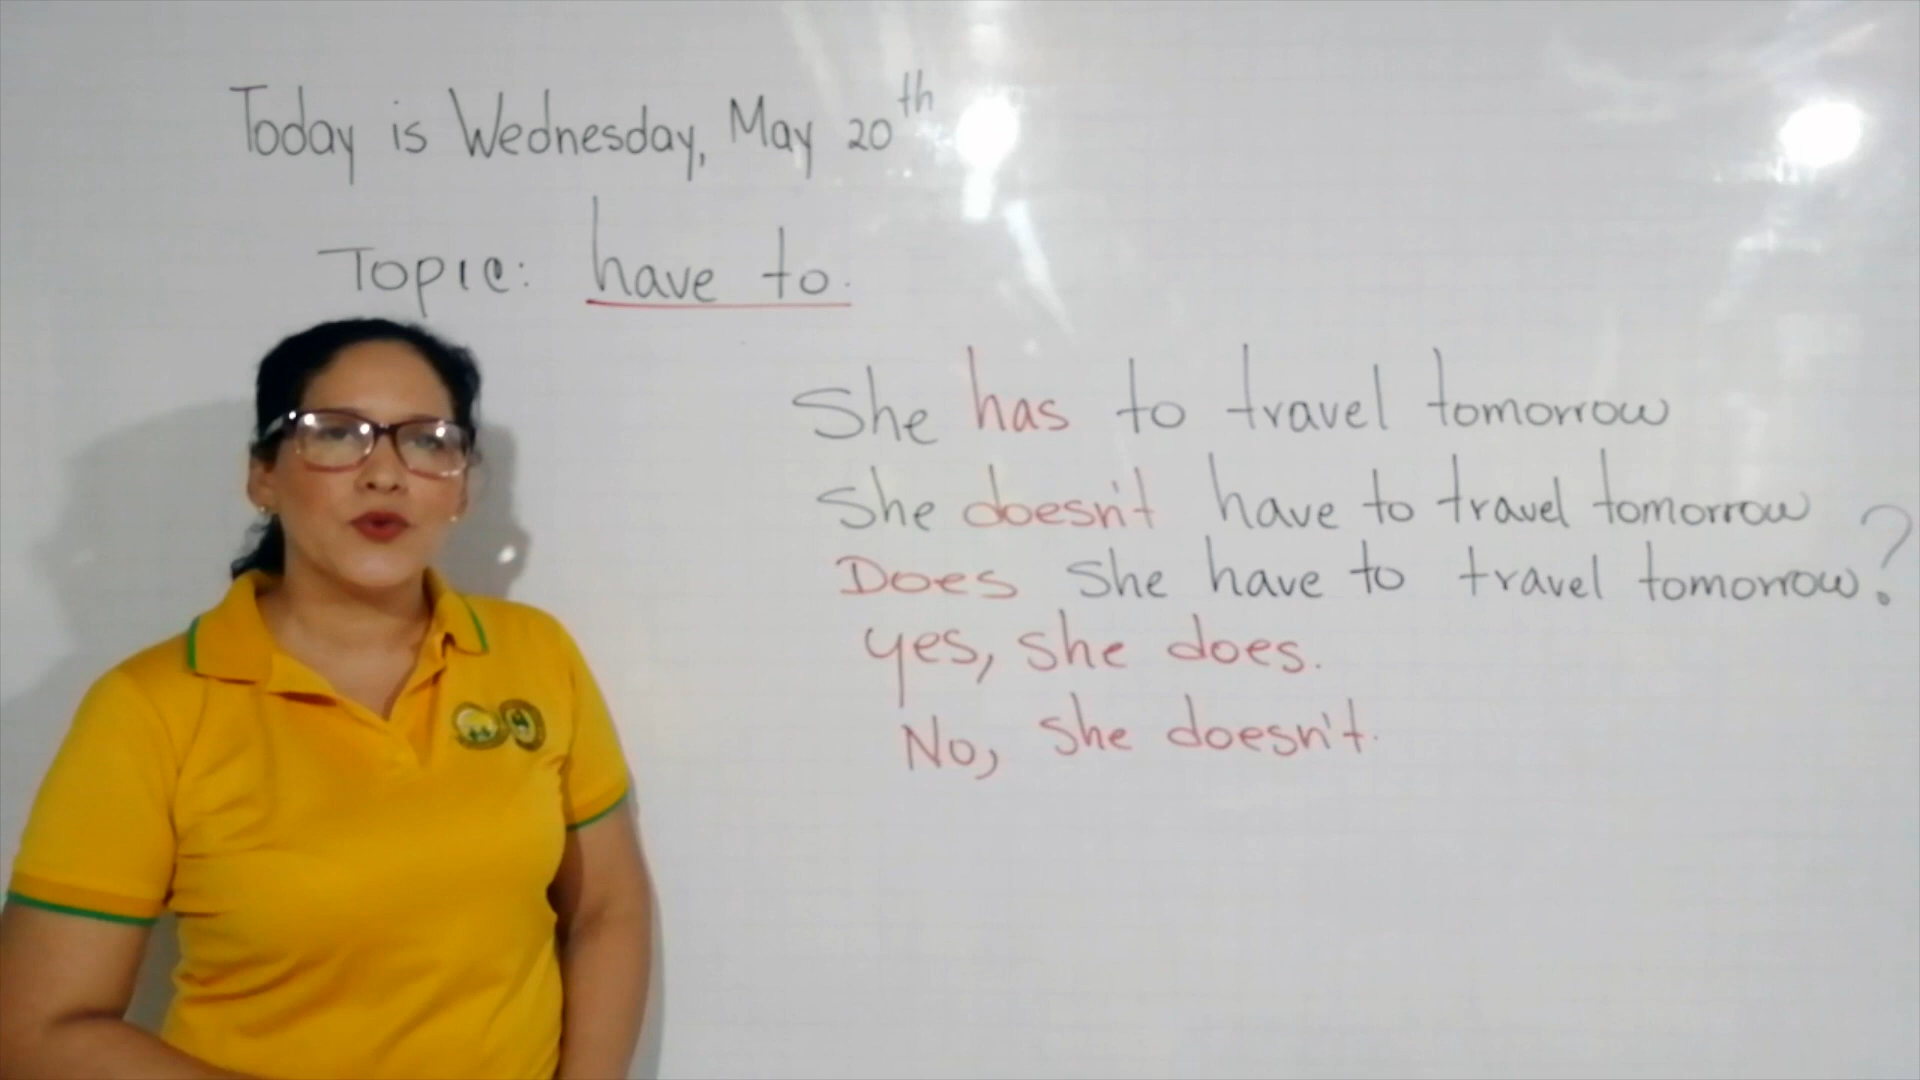 Today is Wednesday, May 20th
Topic: have to.
She has to travel tomorrow
She doesn't have to travel tomorrow
Does she have to travel tomorrow?
yes, she does.
No, she doesn't.